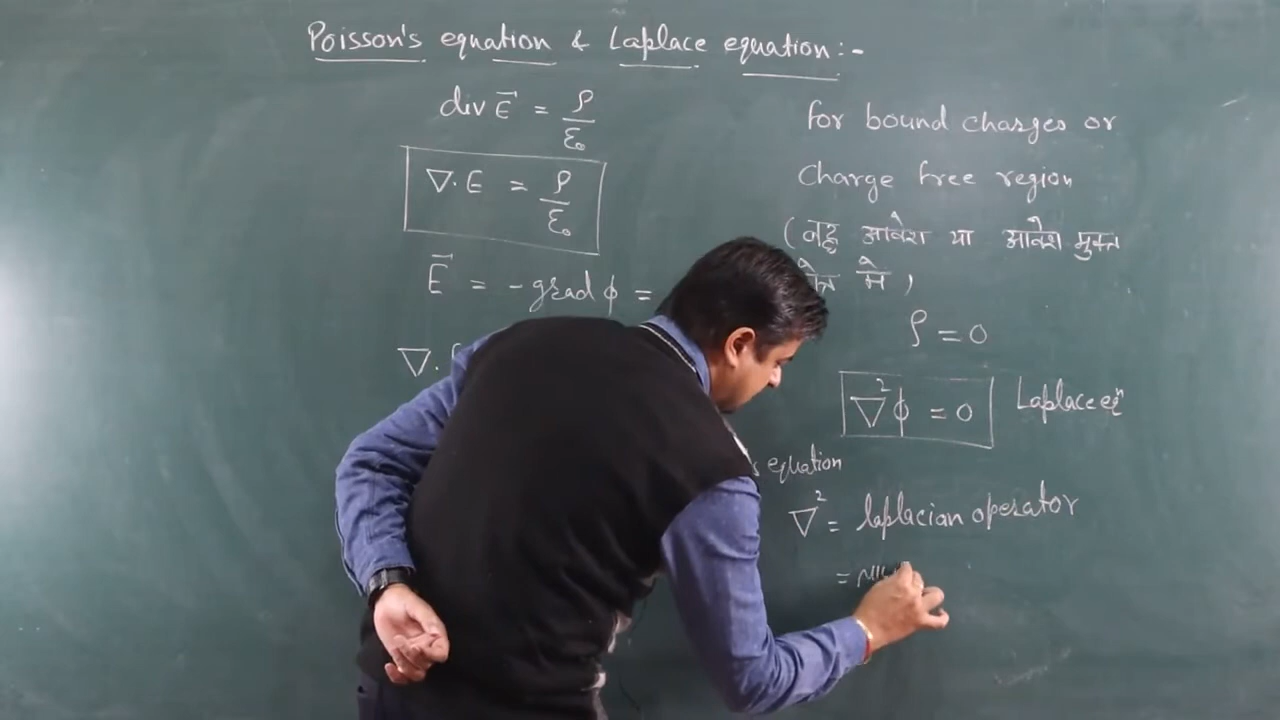 Poisson's equation & Laplace equation:-
div E⃗ = ρ/ε₀
∇·E = ρ/ε₀
E⃗ = -grad ϕ =
∇.
for bound charges or
Charge free region
(बद्ध आवेश या आवेश मुक्त
में)
ρ = 0
∇²ϕ = 0 Laplace eqⁿ
equation
∇² = laplacian operator
=